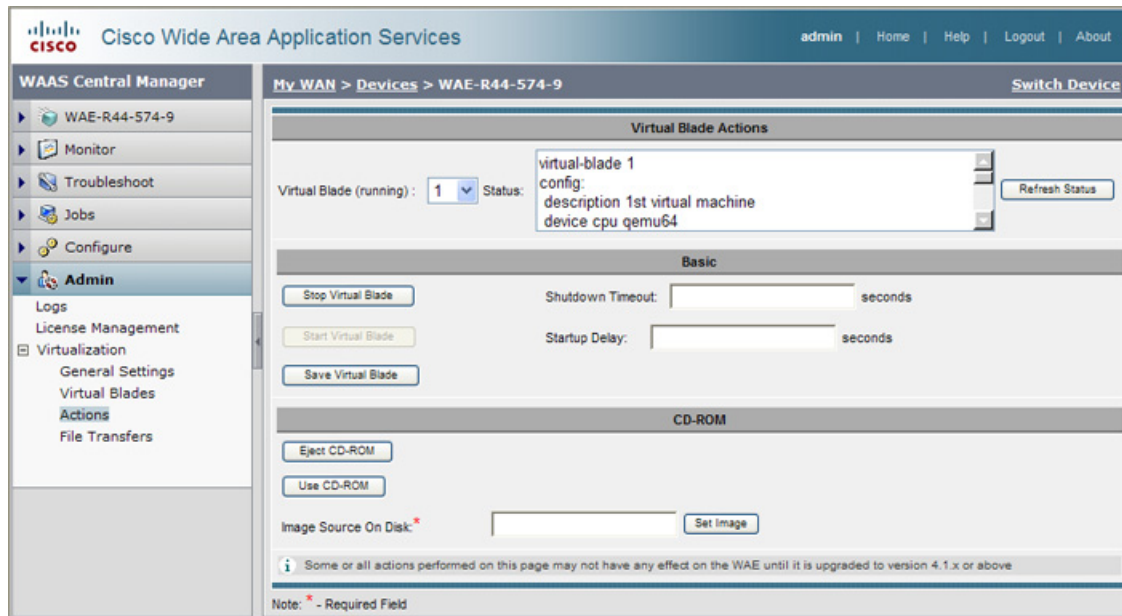 CISCO
Cisco Wide Area Application Services
admin | Home | Help | Logout | About
WAAS Central Manager
My WAN > Devices > WAE-R44-574-9
Switch Device
WAE-R44-574-9
Monitor
Troubleshoot
Jobs
Configure
Admin
Logs
License Management
Virtualization
General Settings
Virtual Blades
Actions
File Transfers
Virtual Blade Actions
Virtual Blade (running) : 1 Status:
virtual-blade 1
config:
description 1st virtual machine
device cpu qemu64
Refresh Status
Basic
Stop Virtual Blade
Shutdown Timeout: seconds
Start Virtual Blade
Startup Delay: seconds
Save Virtual Blade
CD-ROM
Eject CD-ROM
Use CD-ROM
Image Source On Disk:* Set Image
i Some or all actions performed on this page may not have any effect on the WAE until it is upgraded to version 4.1.x or above
Note: * - Required Field